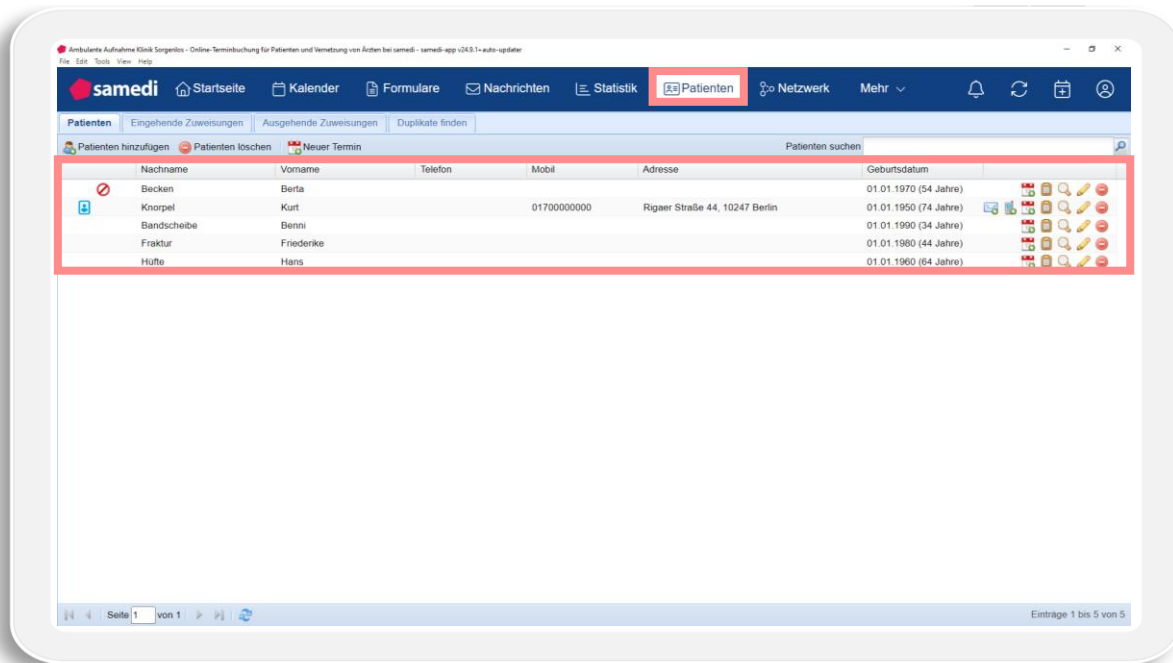 Ambulante Aufnahme Klinik Sorgenlos - Online-Terminbuchung für Patienten und Vernetzung von Ärzten bei samedi - samedi-app v24.9.1+auto-updater
File Edit Tools View Help
samedi Startseite Kalender Formulare Nachrichten Statistik Patienten Netzwerk Mehr
Patienten Eingehende Zuweisungen Ausgehende Zuweisungen Duplikate finden
Patienten hinzufügen Patienten löschen Neuer Termin Patienten suchen
Nachname Vorname Telefon Mobil Adresse Geburtsdatum
Becken Berta 01.01.1970 (54 Jahre)
Knorpel Kurt 01700000000 Rigaer Straße 44, 10247 Berlin 01.01.1950 (74 Jahre)
Bandscheibe Benni 01.01.1990 (34 Jahre)
Fraktur Friederike 01.01.1980 (44 Jahre)
Hüfte Hans 01.01.1960 (64 Jahre)
Seite 1 von 1 Einträge 1 bis 5 von 5